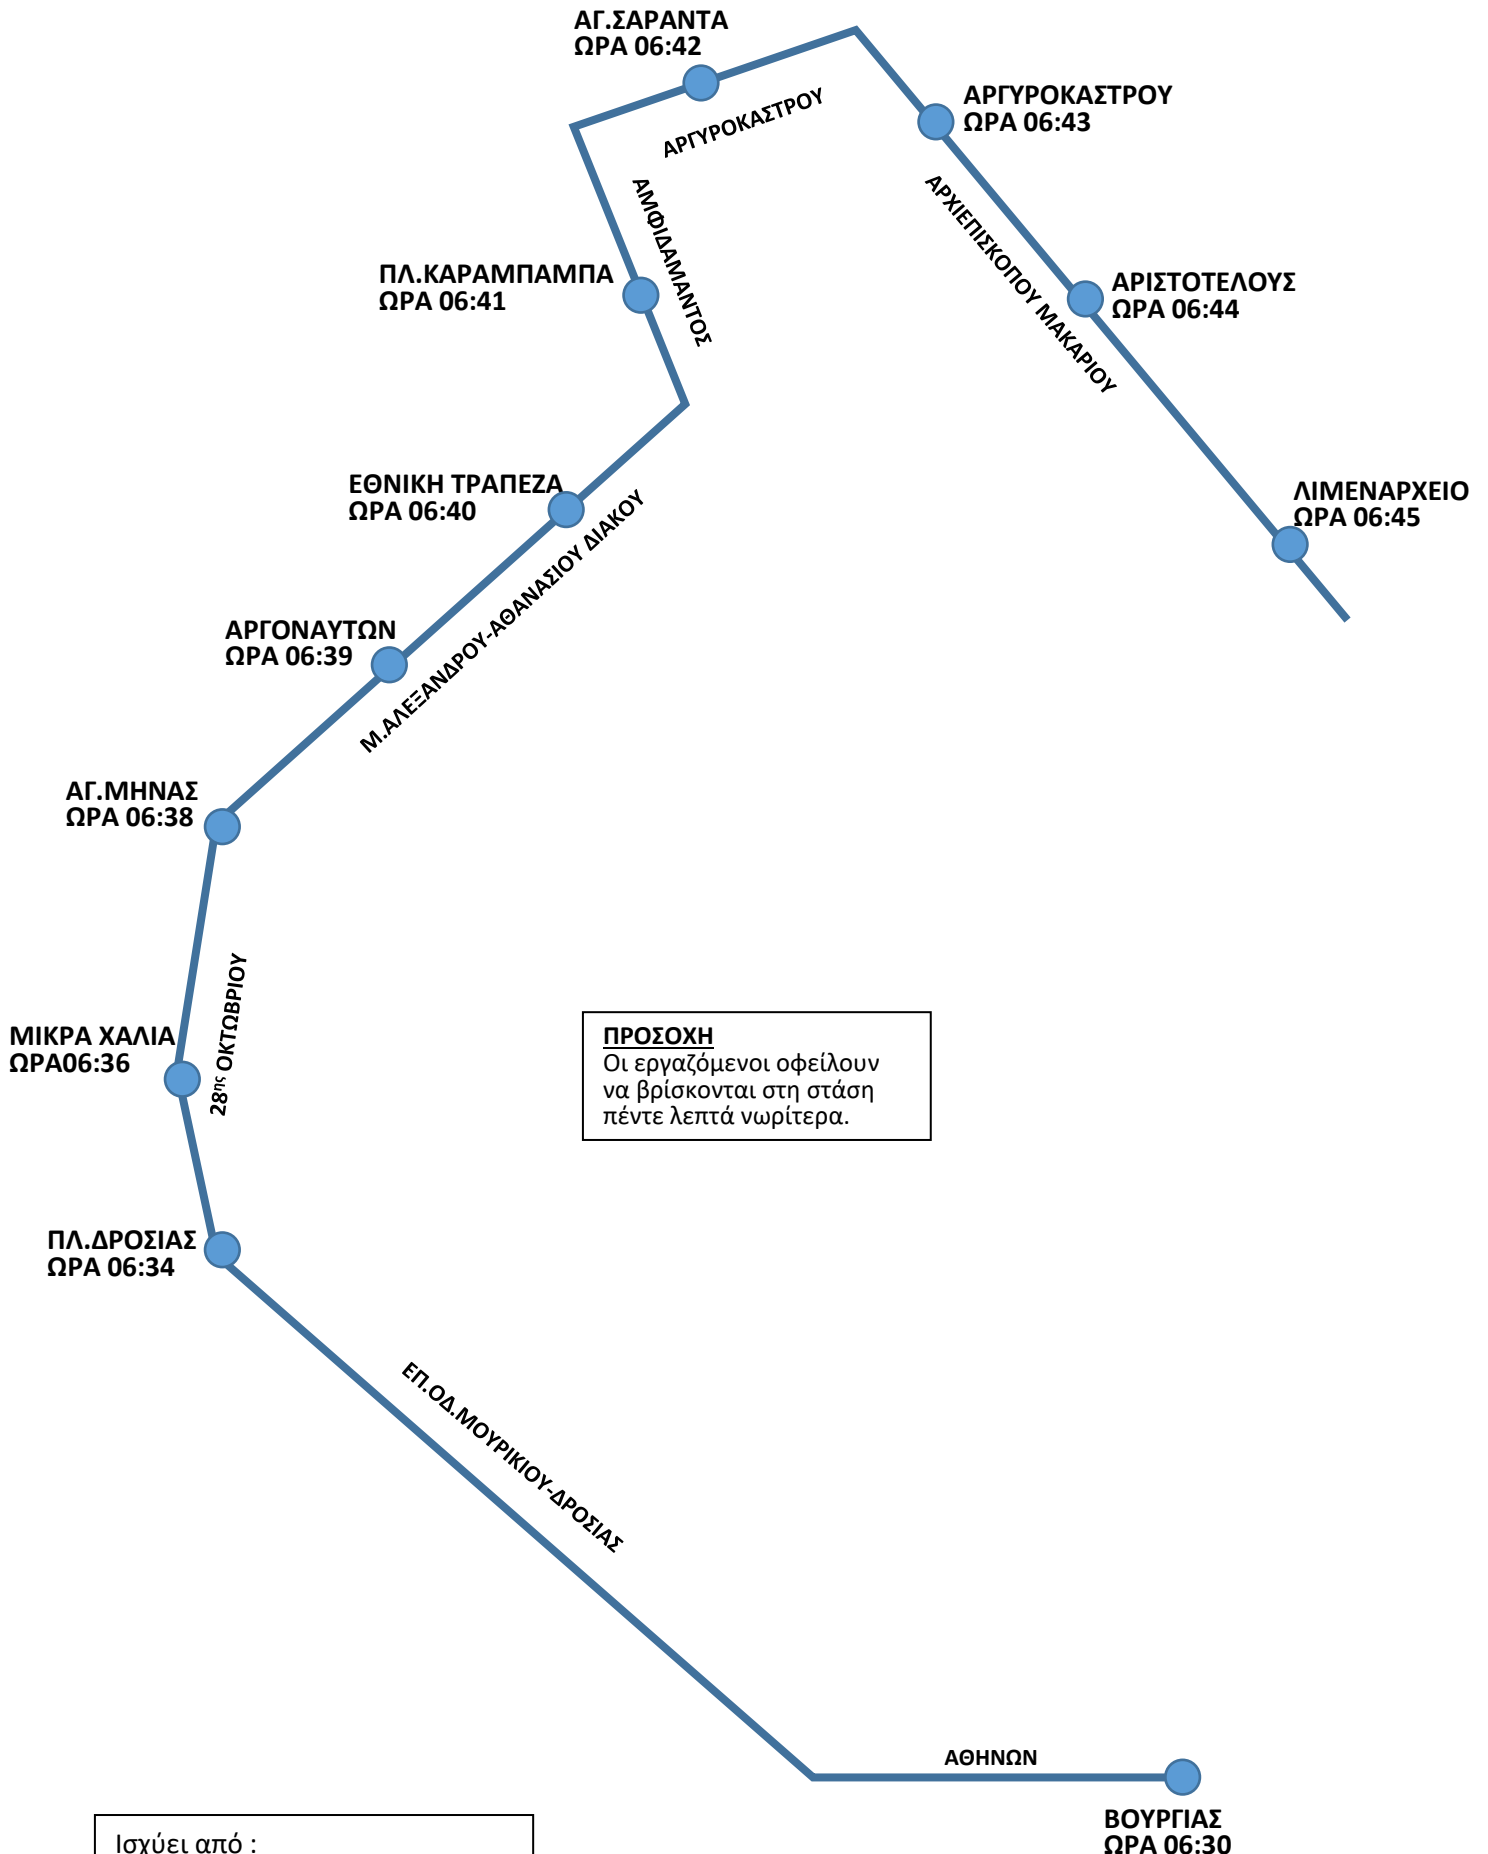 ΑΓ.ΣΑΡΑΝΤΑ
ΩΡΑ 06:42
ΑΡΓΥΡΟΚΑΣΤΡΟΥ
ΑΡΓΥΡΟΚΑΣΤΡΟΥ
ΩΡΑ 06:43
ΑΜΦΙΔΑΜΑΝΤΟΣ
ΑΡΧΙΕΠΙΣΚΟΠΟΥ ΜΑΚΑΡΙΟΥ
ΠΛ.ΚΑΡΑΜΠΑΜΠΑ
ΩΡΑ 06:41
ΑΡΙΣΤΟΤΕΛΟΥΣ
ΩΡΑ 06:44
ΕΘΝΙΚΗ ΤΡΑΠΕΖΑ
ΩΡΑ 06:40
ΛΙΜΕΝΑΡΧΕΙΟ
ΩΡΑ 06:45
Μ.ΑΛΕΞΑΝΔΡΟΥ-ΑΘΑΝΑΣΙΟΥ ΔΙΑΚΟΥ
ΑΡΓΟΝΑΥΤΩΝ
ΩΡΑ 06:39
ΑΓ.ΜΗΝΑΣ
ΩΡΑ 06:38
28ης ΟΚΤΩΒΡΙΟΥ
ΜΙΚΡΑ ΧΑΛΙΑ
ΩΡΑ06:36
ΠΡΟΣΟΧΗ
Οι εργαζόμενοι οφείλουν
να βρίσκονται στη στάση
πέντε λεπτά νωρίτερα.
ΠΛ.ΔΡΟΣΙΑΣ
ΩΡΑ 06:34
ΕΠ.ΟΔ.ΜΟΥΡΙΚΙΟΥ-ΔΡΟΣΙΑΣ
ΑΘΗΝΩΝ
ΒΟΥΡΓΙΑΣ
ΩΡΑ 06:30
Ισχύει από :